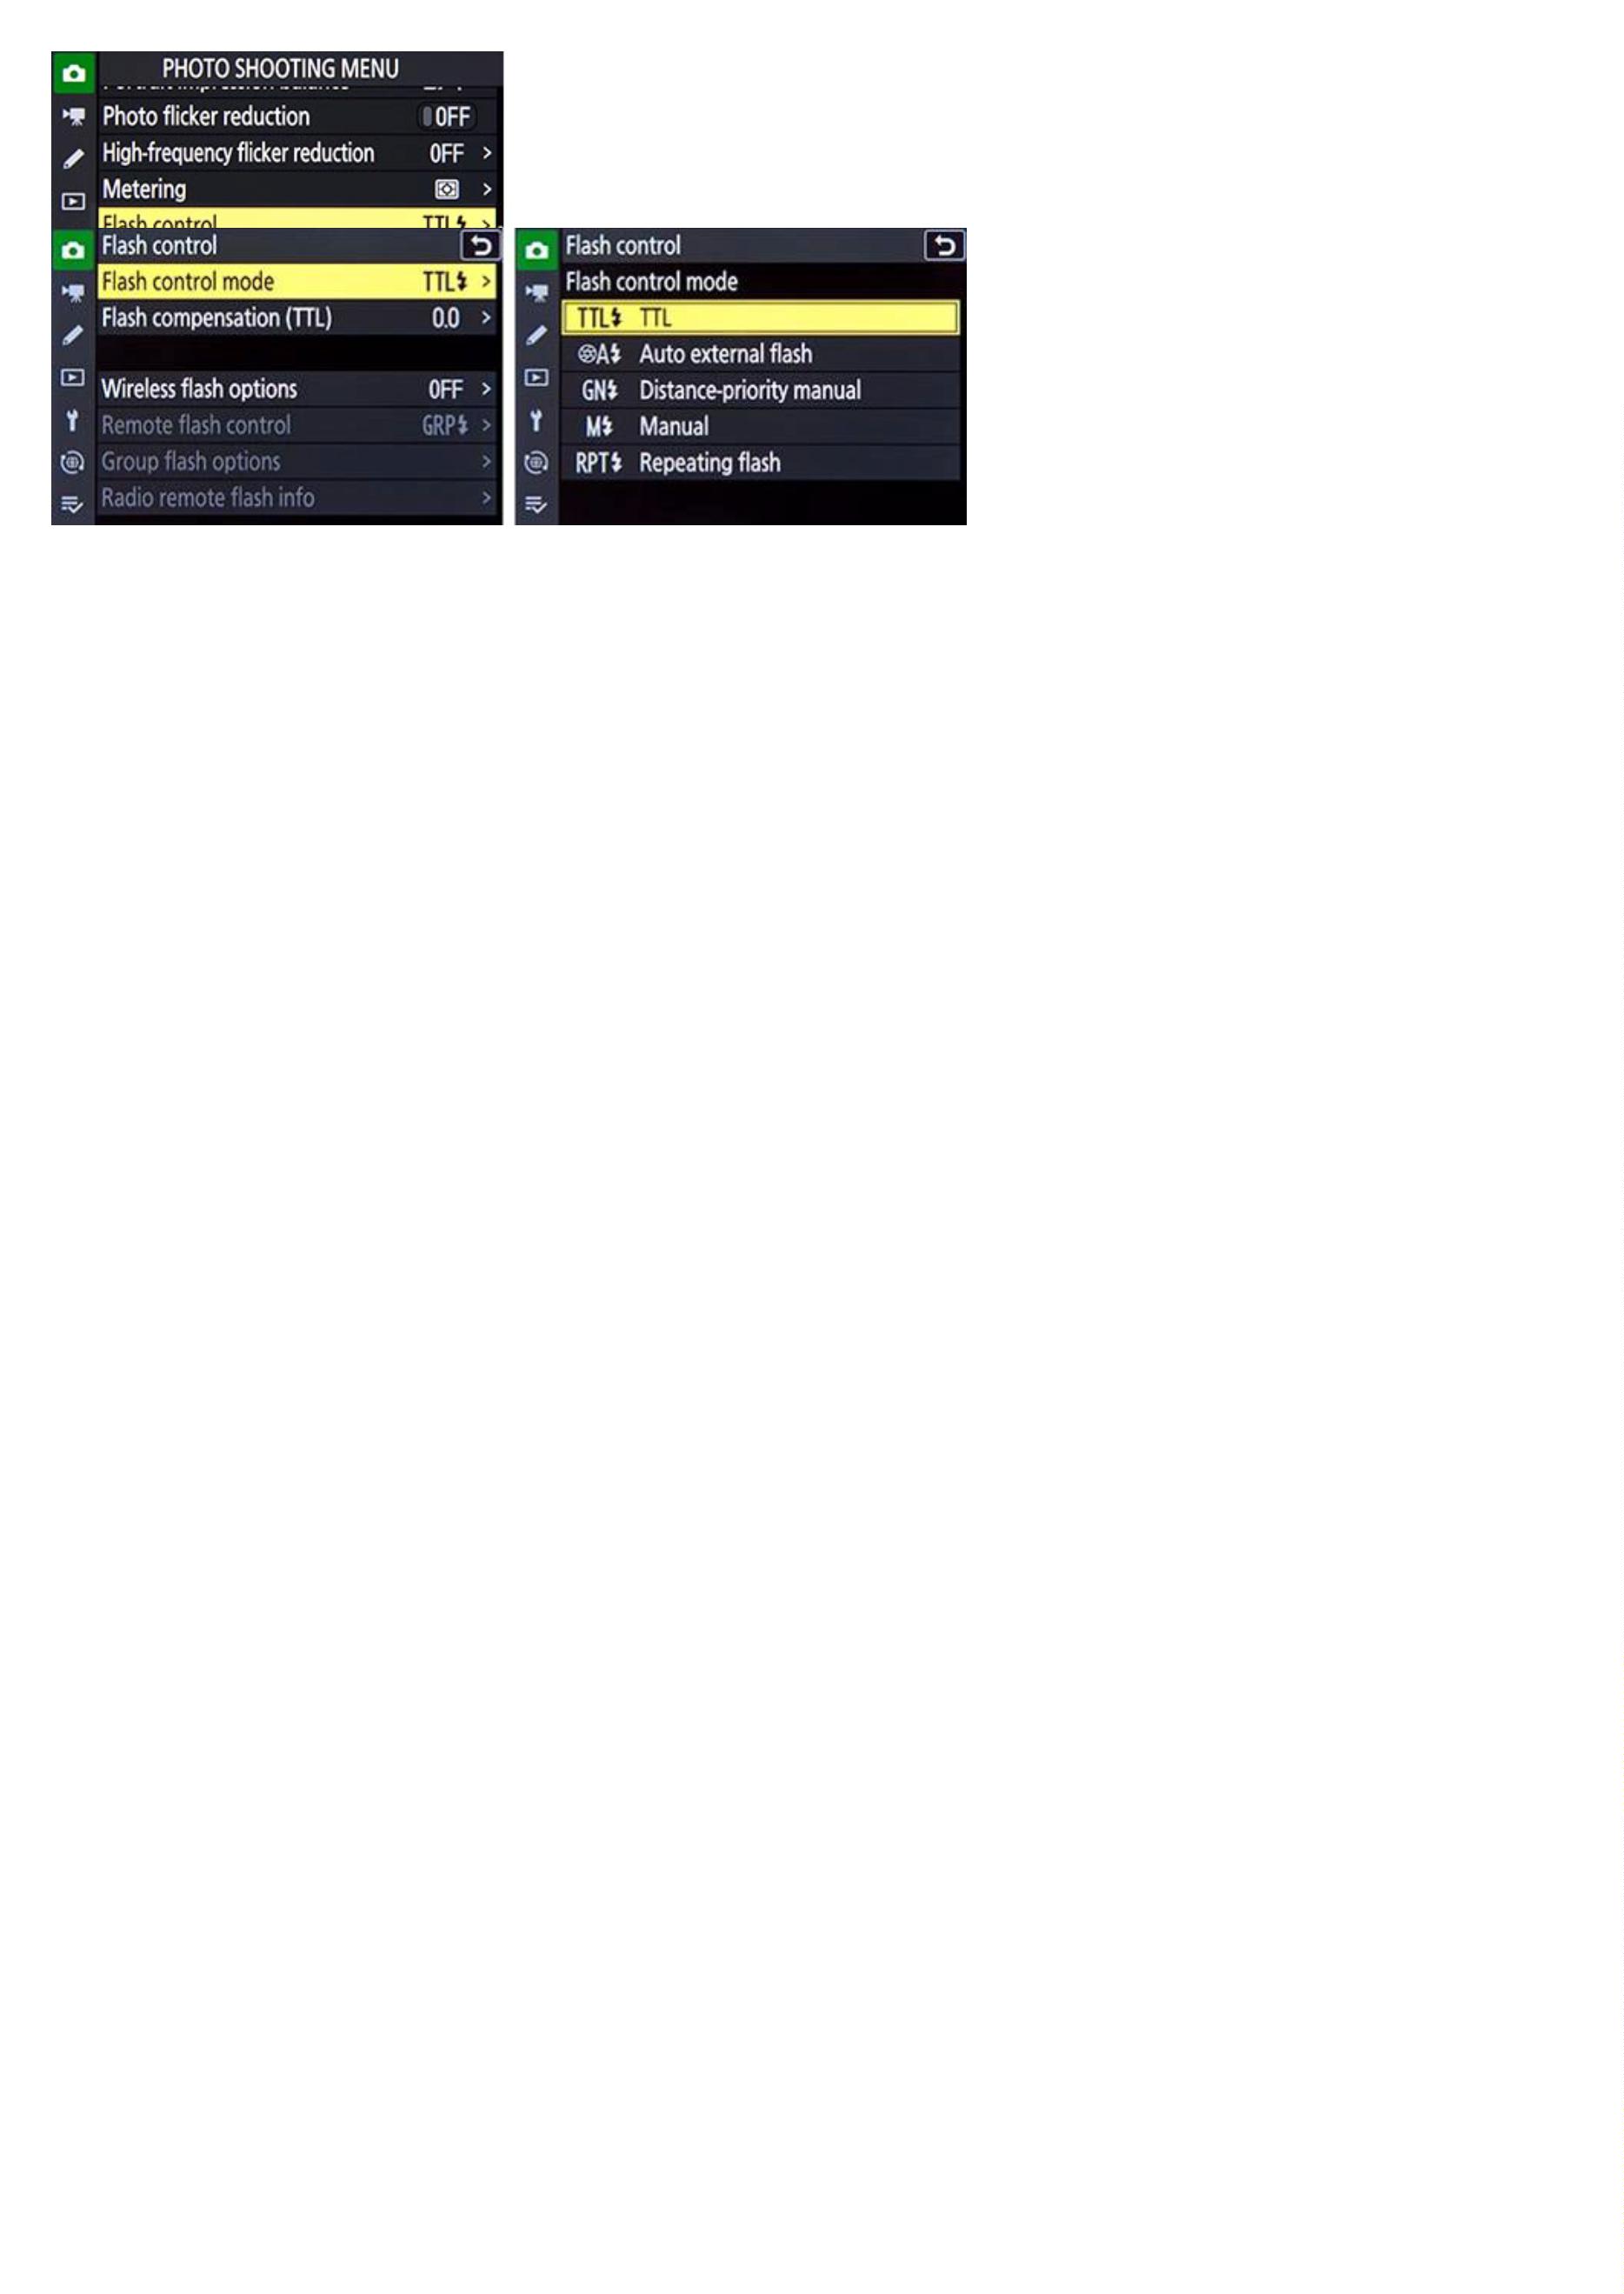 PHOTO SHOOTING MENU
Photo flicker reduction OFF
High-frequency flicker reduction OFF >
Metering >
Flash control TTL >
Flash control
Flash control mode TTL >
Flash compensation (TTL) 0.0 >
Wireless flash options OFF >
Remote flash control GRP >
Group flash options >
Radio remote flash info >
Flash control
Flash control mode
TTL TTL
A Auto external flash
GN Distance-priority manual
M Manual
RPT Repeating flash